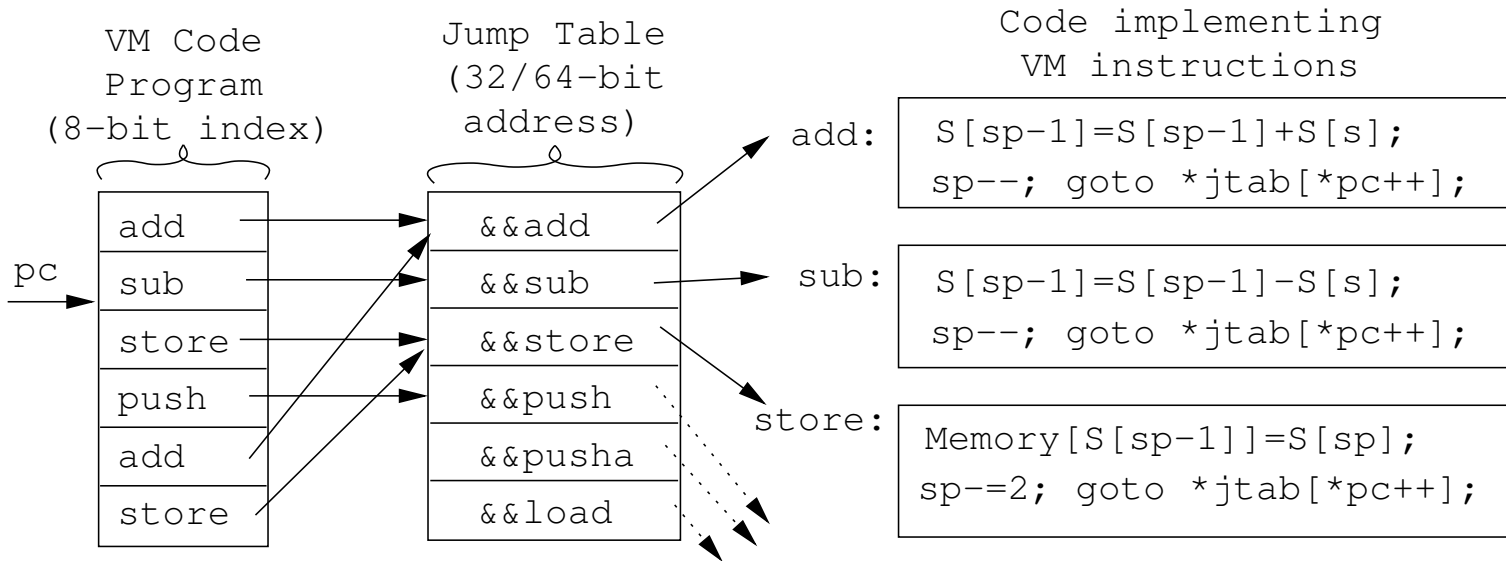 VM Code
Program
(8-bit index)
pc
add
sub
store
push
add
store
Jump Table
(32/64-bit
address)
&&add
&&sub
&&store
&&push
&&pusha
&&load
Code implementing
VM instructions
add:
S[sp-1]=S[sp-1]+S[s];
sp--; goto *jtab[*pc++];
sub:
S[sp-1]=S[sp-1]-S[s];
sp--; goto *jtab[*pc++];
store:
Memory[S[sp-1]]=S[sp];
sp-=2; goto *jtab[*pc++];